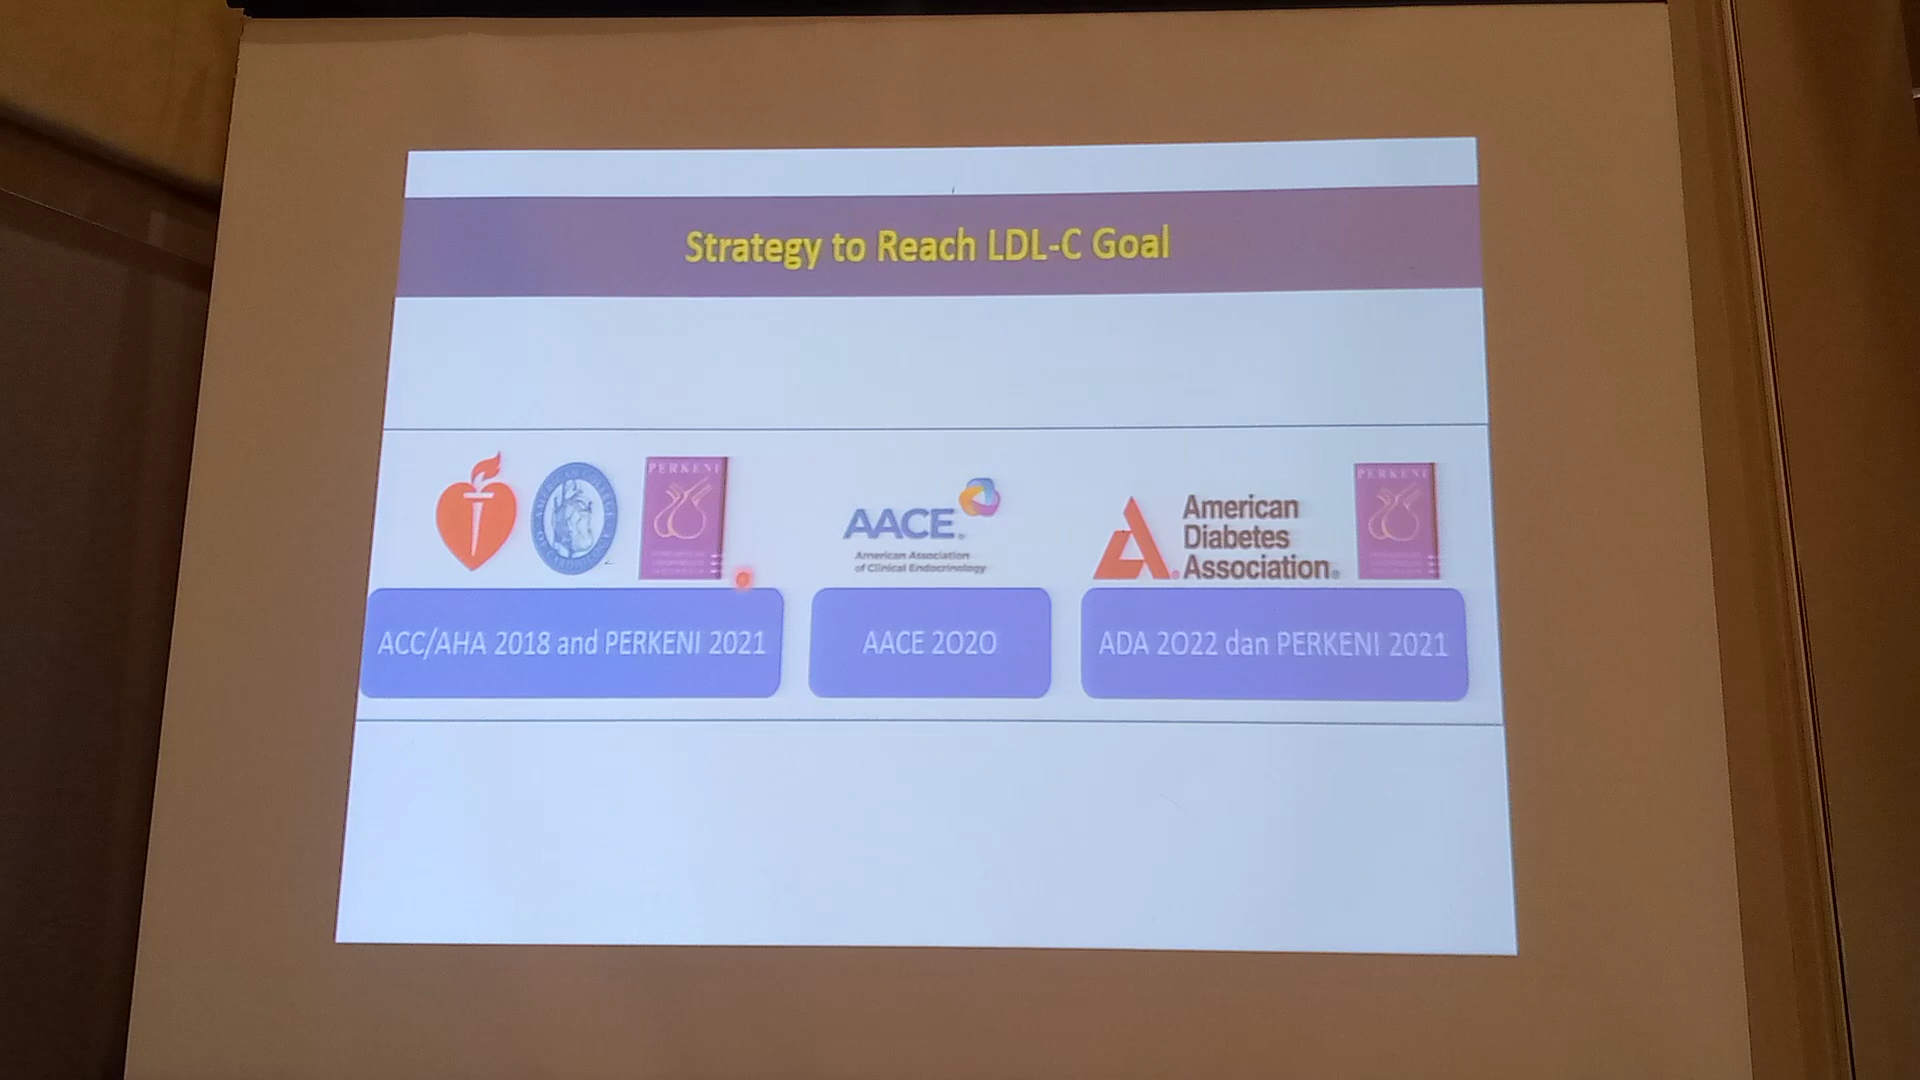 Strategy to Reach LDL-C Goal
PERKENI
AACE
American Association
of Clinical Endocrinology
American
Diabetes
Association
PERKENI
ACC/AHA 2018 and PERKENI 2021
AACE 2020
ADA 2022 dan PERKENI 2021